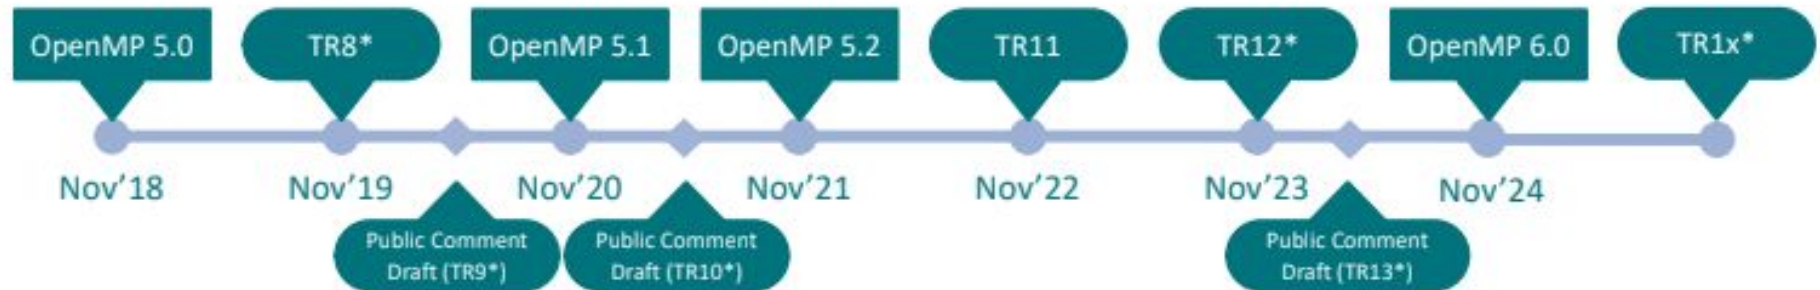 OpenMP 5.0
TR8*
OpenMP 5.1
OpenMP 5.2
TR11
TR12*
OpenMP 6.0
TR1x*
Nov'18
Nov'19
Nov'20
Nov'21
Nov'22
Nov'23
Nov'24
Public Comment
Draft (TR9*)
Public Comment
Draft (TR10*)
Public Comment
Draft (TR13*)